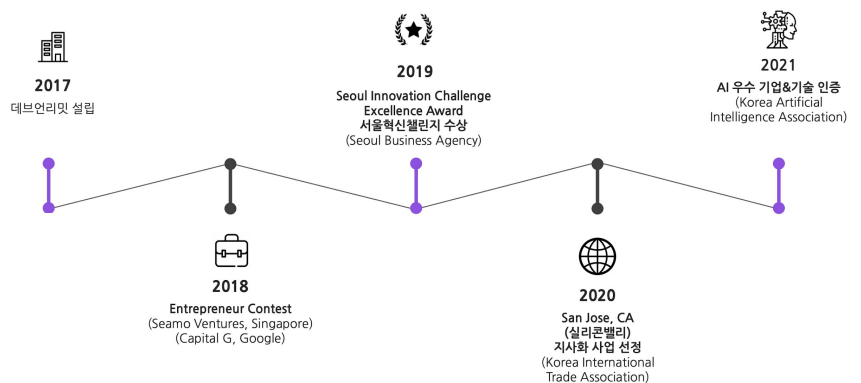 2017
데브언리밋 설립
2018
Entrepreneur Contest
(Seamo Ventures, Singapore)
(Capital G, Google)
2019
Seoul Innovation Challenge
Excellence Award
서울혁신챌린지 수상
(Seoul Business Agency)
2020
San Jose, CA
(실리콘밸리)
지사화 사업 선정
(Korea International
Trade Association)
2021
AI 우수 기업&기술 인증
(Korea Artificial
Intelligence Association)